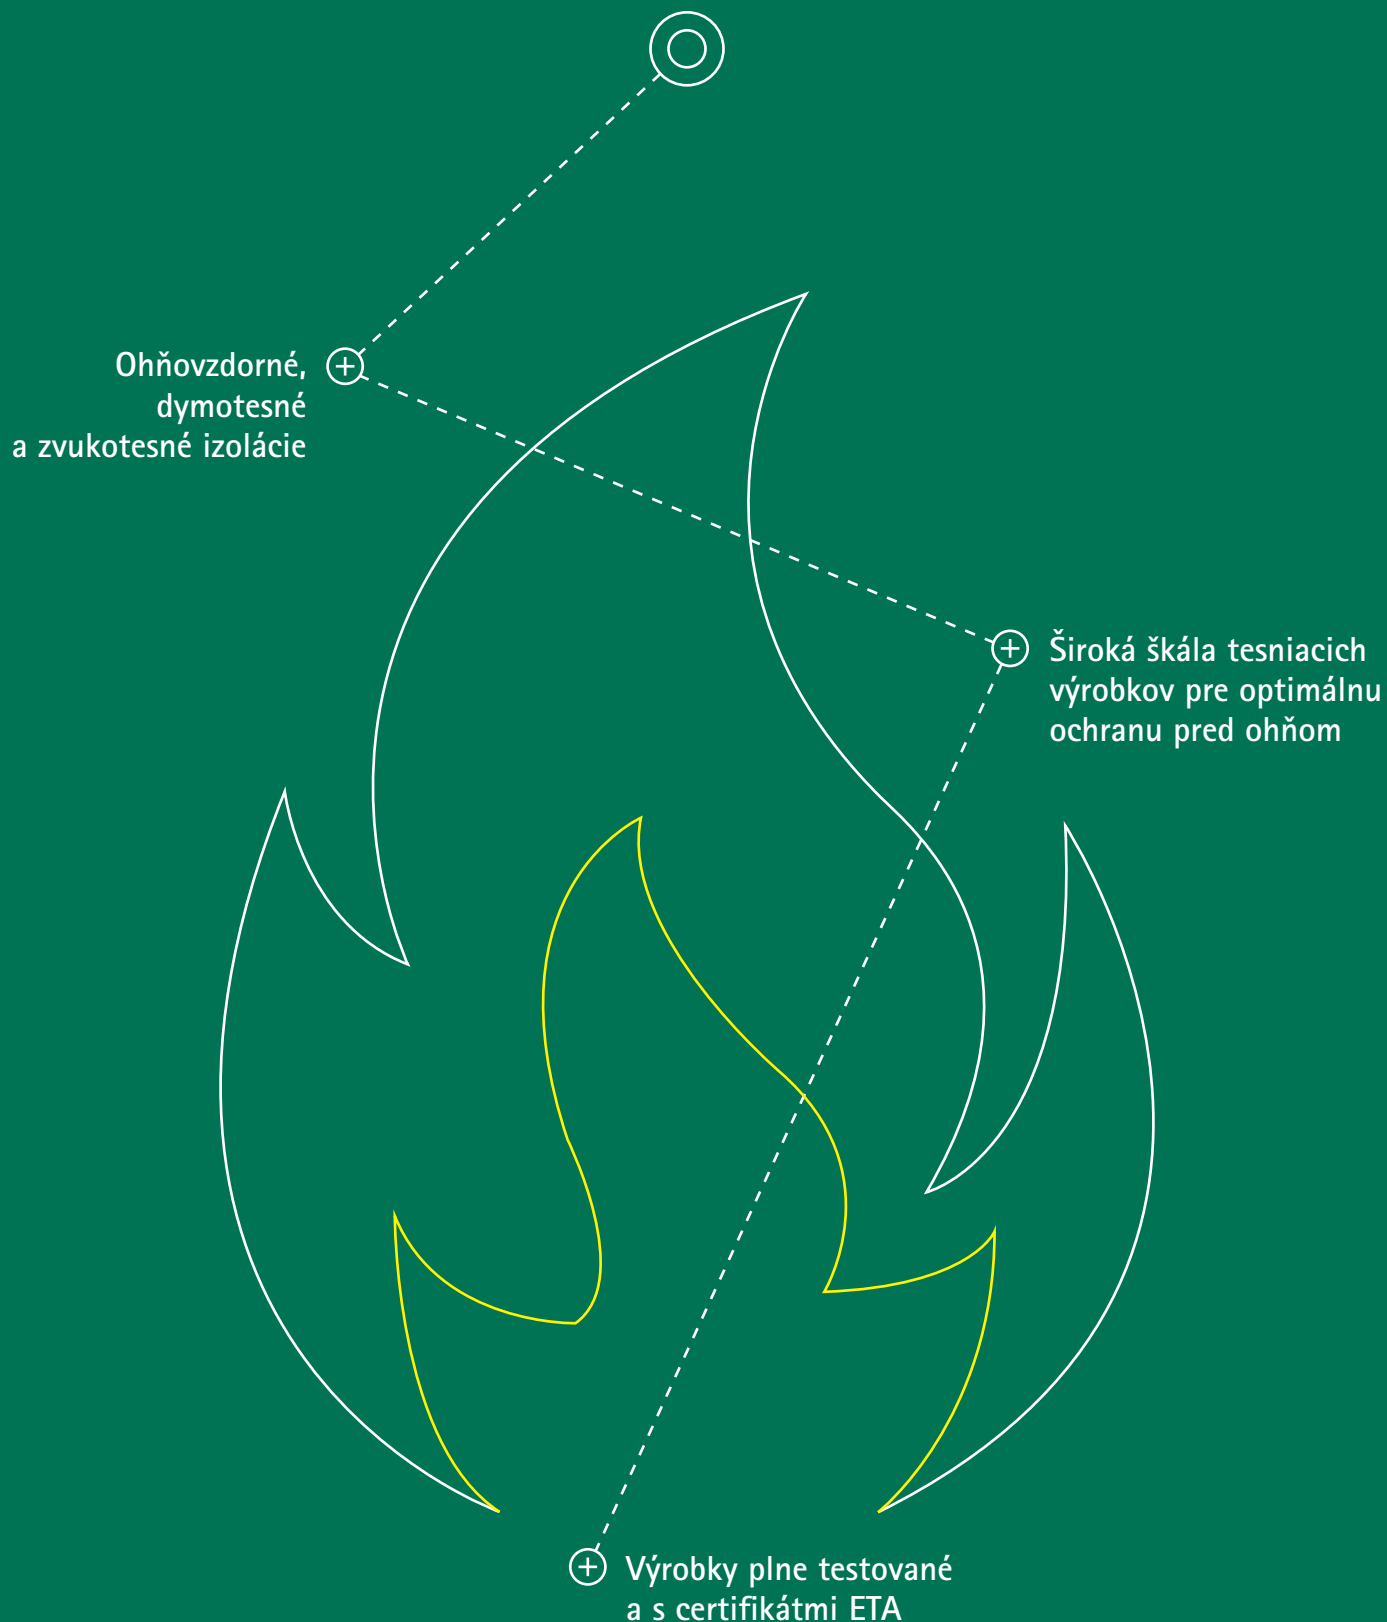 Ohňovzdorné,
dymotesné
a zvukotesné izolácie
Široká škála tesniacich
výrobkov pre optimálnu
ochranu pred ohňom
Výrobky plne testované
a s certifikátmi ETA